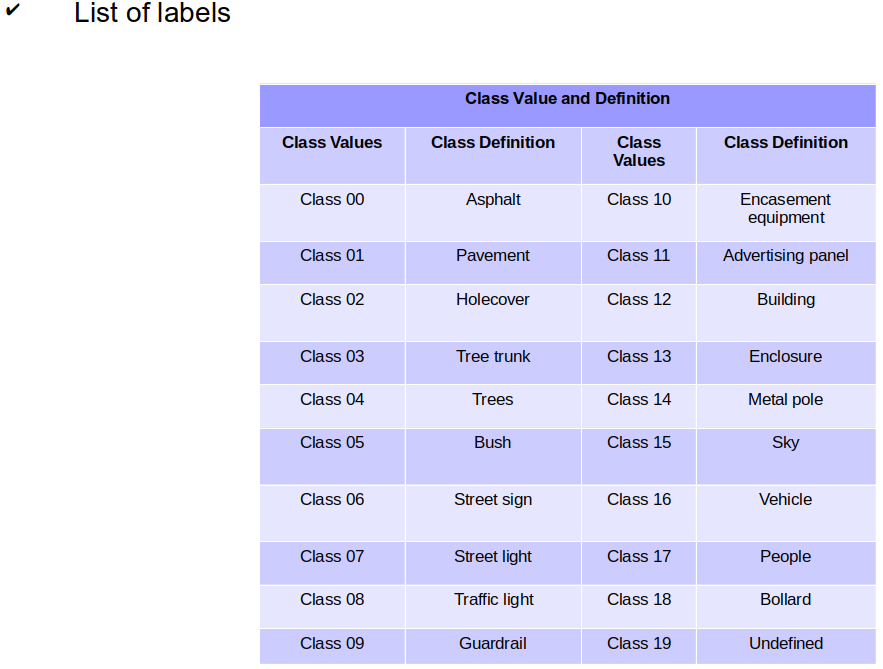 ✔ List of labels
Class Value and Definition
Class Values Class Definition Class Values Class Definition
Class 00 Asphalt Class 10 Encasement equipment
Class 01 Pavement Class 11 Advertising panel
Class 02 Holecover Class 12 Building
Class 03 Tree trunk Class 13 Enclosure
Class 04 Trees Class 14 Metal pole
Class 05 Bush Class 15 Sky
Class 06 Street sign Class 16 Vehicle
Class 07 Street light Class 17 People
Class 08 Traffic light Class 18 Bollard
Class 09 Guardrail Class 19 Undefined